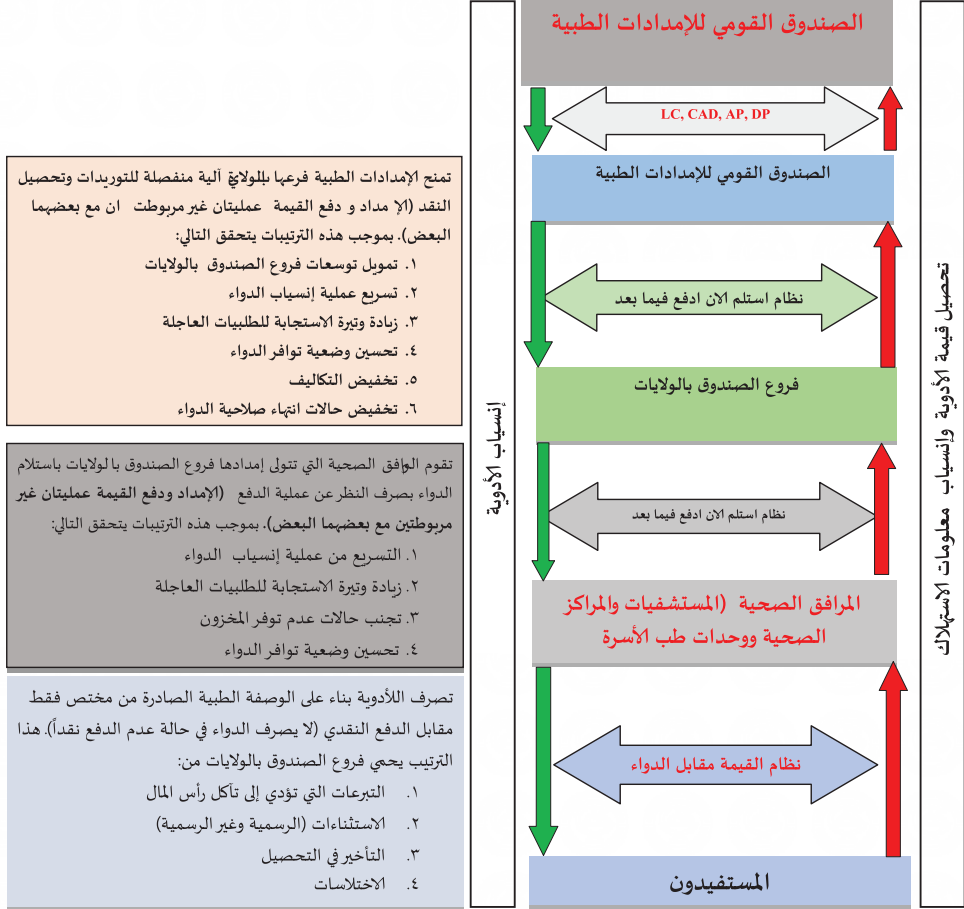 الصندوق القومي للإمدادات الطبية
LC, CAD, AP, DP
الصندوق القومي للإمدادات الطبية
نظام استلم الان ادفع فيما بعد
فروع الصندوق بالولايات
نظام استلم الان ادفع فيما بعد
المرافق الصحية (المستشفيات والمراكز
الصحية ووحدات طب الأسرة
نظام القيمة مقابل الدواء
المستفيدون
تحصيل قيمة الأدوية وإنسياب معلومات الاستهلاك
إنسياب الأدوية
تمنح الإمدادات الطبية فرعها بالولاية آلية منفصلة للتوريدات وتحصيل
النقد (الإ مداد و دفع القيمة عمليتان غير مربوطت ان مع بعضهما
البعض). بموجب هذه الترتيبات يتحقق التالي:
١. تمويل توسعات فروع الصندوق بالولايات
٢. تسريع عملية إنسياب الدواء
٣. زيادة وتيرة الاستجابة للطلبيات العاجلة
٤. تحسين وضعية توافر الدواء
٥. تخفيض التكاليف
٦. تخفيض حالات انتهاء صلاحية الدواء
تقوم المرافق الصحية التي تتولى إمدادها فروع الصندوق بالولايات باستلام
الدواء بصرف النظر عن عملية الدفع (الإمداد ودفع القيمة عمليتان غير
مربوطتين مع بعضهما البعض). بموجب هذه الترتيبات يتحقق التالي:
١. التسريع من عملية إنسياب الدواء
٢. زيادة وتيرة الاستجابة للطلبيات العاجلة
٣. تجنب حالات عدم توفر المخزون
٤. تحسين وضعية توافر الدواء
تصرف اللأدوية بناء على الوصفة الطبية الصادرة من مختص فقط
مقابل الدفع النقدي (لا يصرف الدواء في حالة عدم الدفع نقداً). هذا
الترتيب يحمي فروع الصندوق بالولايات من:
١. التبرعات التي تؤدي إلى تآكل رأس المال
٢. الاستثناءات (الرسمية وغير الرسمية)
٣. التأخير في التحصيل
٤. الاختلاسات